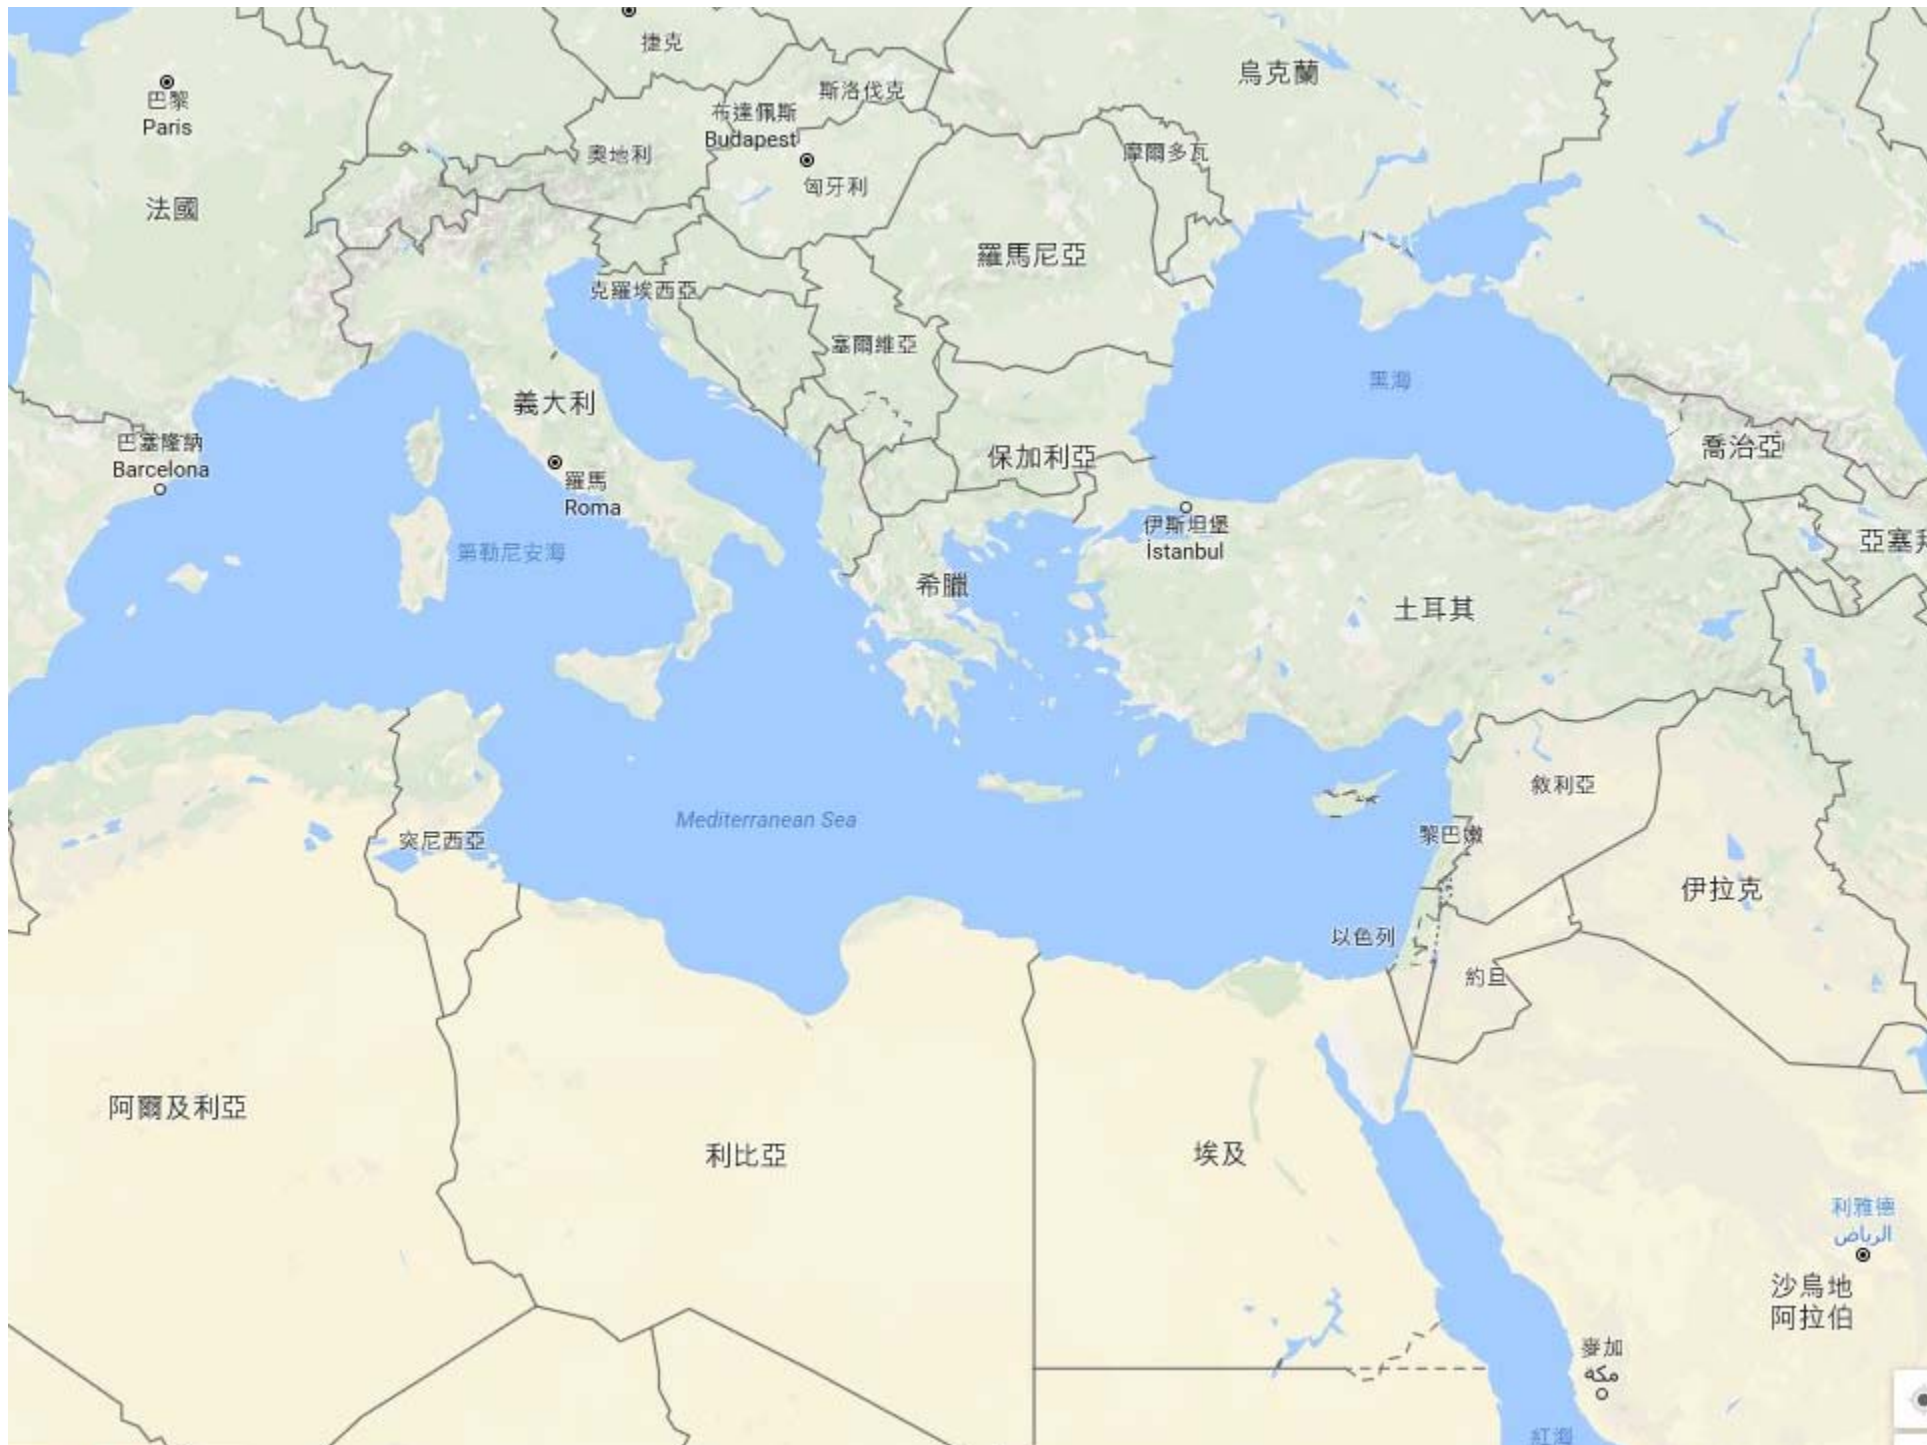 捷克
烏克蘭
巴黎
Paris
斯洛伐克
布達佩斯
Budapest
奧地利
摩爾多瓦
匈牙利
法國
羅馬尼亞
克羅埃西亞
塞爾維亞
黑海
義大利
巴塞隆納
Barcelona
保加利亞
喬治亞
羅馬
Roma
伊斯坦堡
İstanbul
第勒尼安海
亞塞拜
希臘
土耳其
敘利亞
Mediterranean Sea
黎巴嫩
突尼西亞
伊拉克
以色列
約旦
阿爾及利亞
利比亞
埃及
利雅德
الرياض
沙烏地
阿拉伯
麥加
مكة
紅海